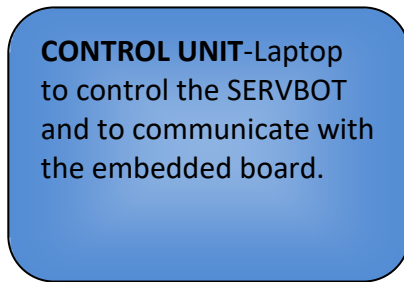 CONTROL UNIT-Laptop
to control the SERVBOT
and to communicate with
the embedded board.